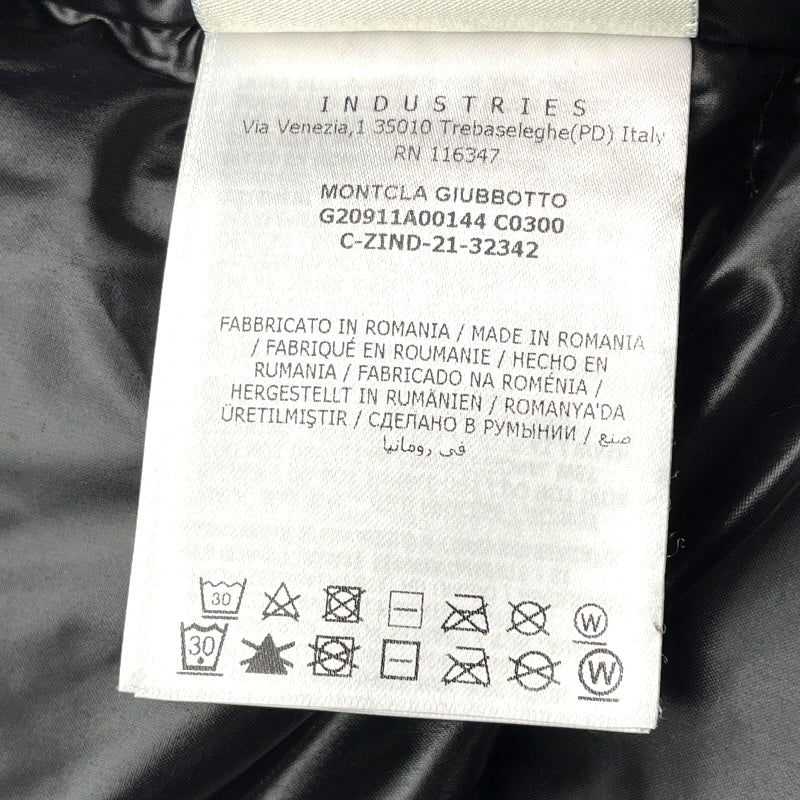 INDUSTRIES
Via Venezia,1 35010 Trebaseleghe(PD) Italy
RN 116347
MONTCLA GIUBBOTTO
G20911A00144 C0300
C-ZIND-21-32342
FABBRICATO IN ROMANIA / MADE IN ROMANIA
/ FABRIQUÉ EN ROUMANIE / HECHO EN
RUMANIA / FABRICADO NA ROMÉNIA /
HERGESTELLT IN RUMÄNIEN / ROMANYA'DA
ÜRETILMIŞTIR / СДЕЛАНО В РУМЫНИИ / صنع
في رومانيا
30 W
30 W